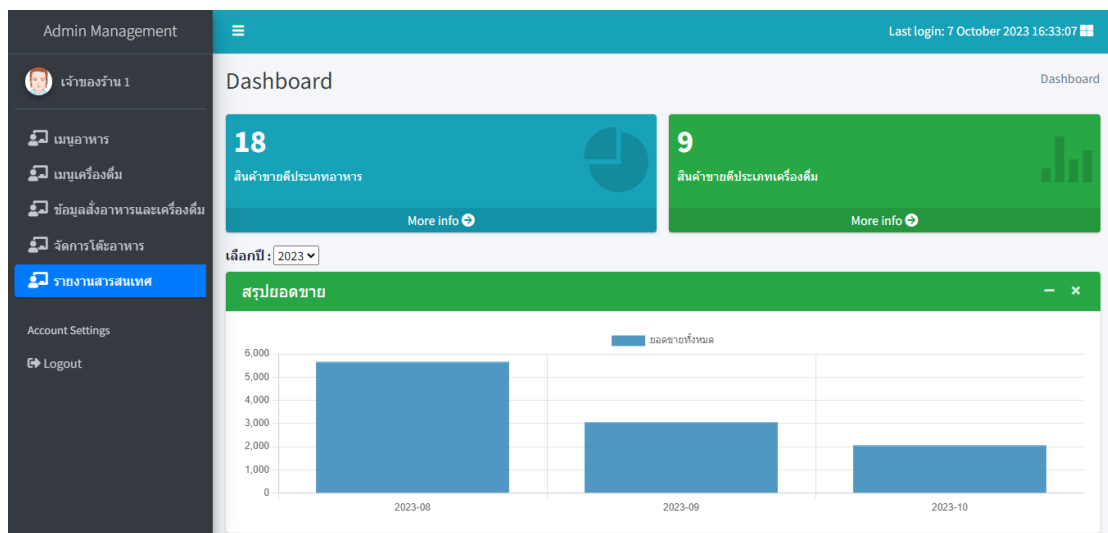 Admin Management
Last login: 7 October 2023 16:33:07
เจ้าของร้าน 1
เมนูอาหาร
เมนูเครื่องดื่ม
ข้อมูลสั่งอาหารและเครื่องดื่ม
จัดการโต๊ะอาหาร
รายงานสารสนเทศ
Account Settings
Logout
Dashboard
Dashboard
18
สินค้าขายดีประเภทอาหาร
More info
9
สินค้าขายดีประเภทเครื่องดื่ม
More info
เลือกปี : 2023
สรุปยอดขาย
ยอดขายทั้งหมด
6,000
5,000
4,000
3,000
2,000
1,000
0
2023-08 2023-09 2023-10